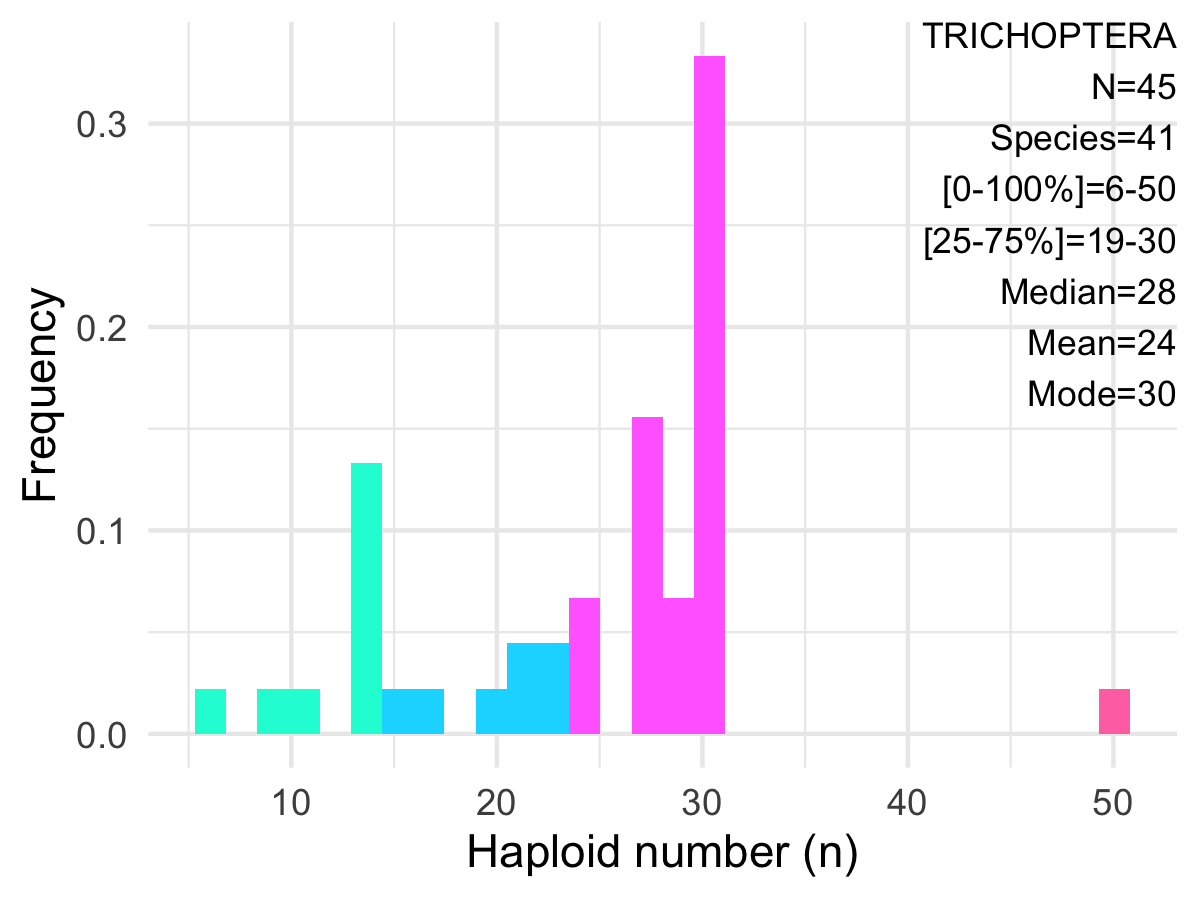 TRICHOPTERA
N=45
Species=41
[0-100%]=6-50
[25-75%]=19-30
Median=28
Mean=24
Mode=30
Frequency
0.3
0.2
0.1
0.0
10 20 30 40 50
Haploid number (n)